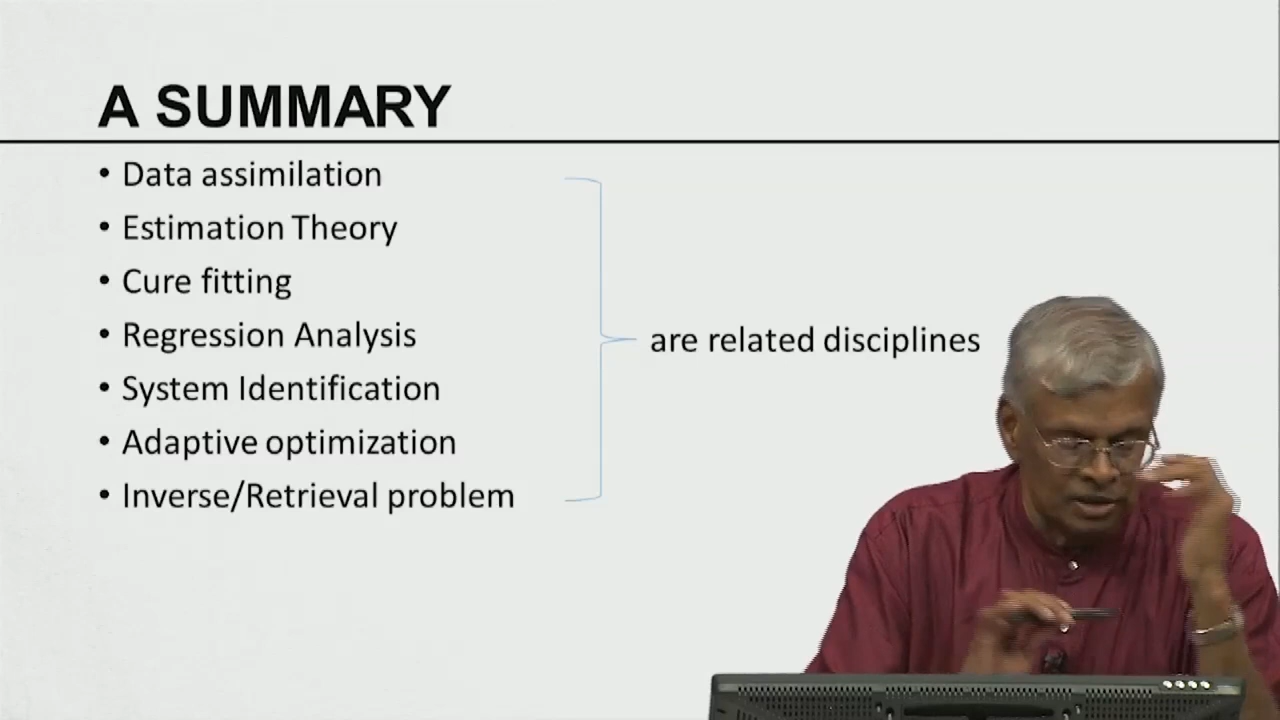 A SUMMARY
• Data assimilation
• Estimation Theory
• Cure fitting
• Regression Analysis
• System Identification
• Adaptive optimization
• Inverse/Retrieval problem
are related disciplines